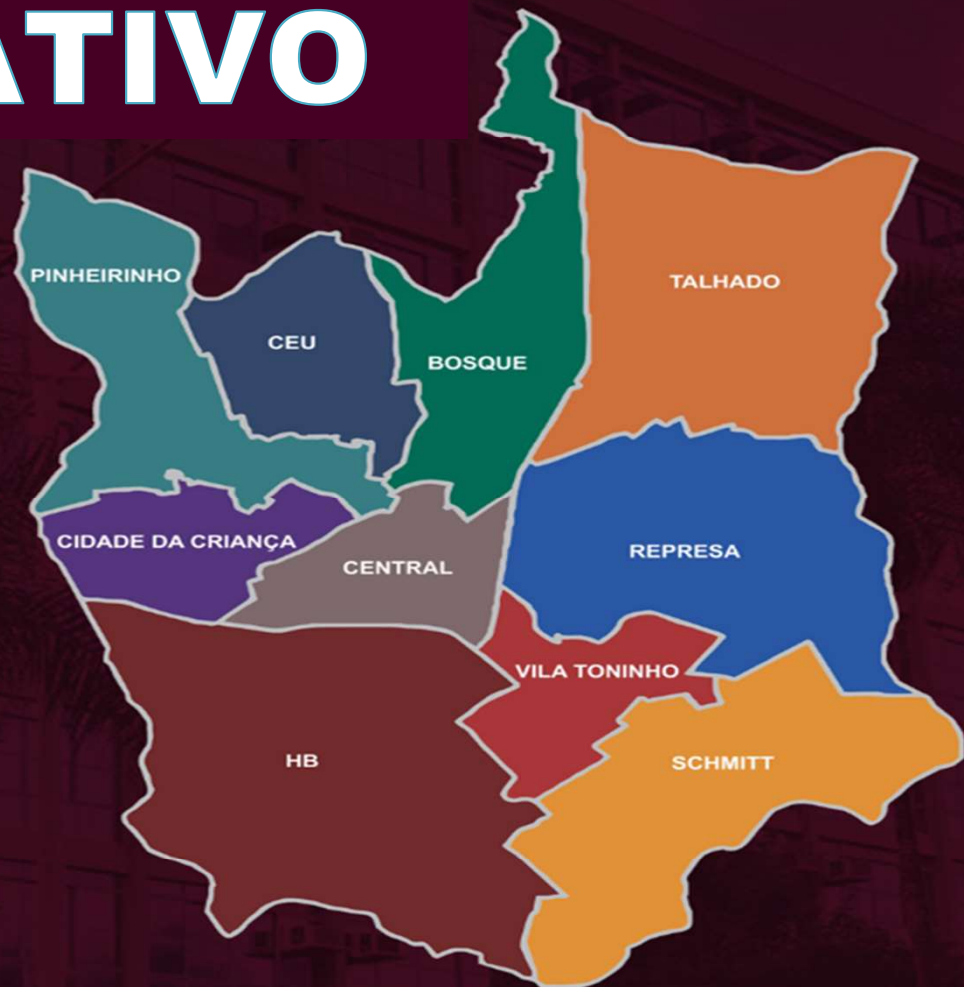 ATIVO
PINHEIRINHO
TALHADO
CEU
BOSQUE
CIDADE DA CRIANÇA
CENTRAL
REPRESA
VILA TONINHO
HB
SCHMITT